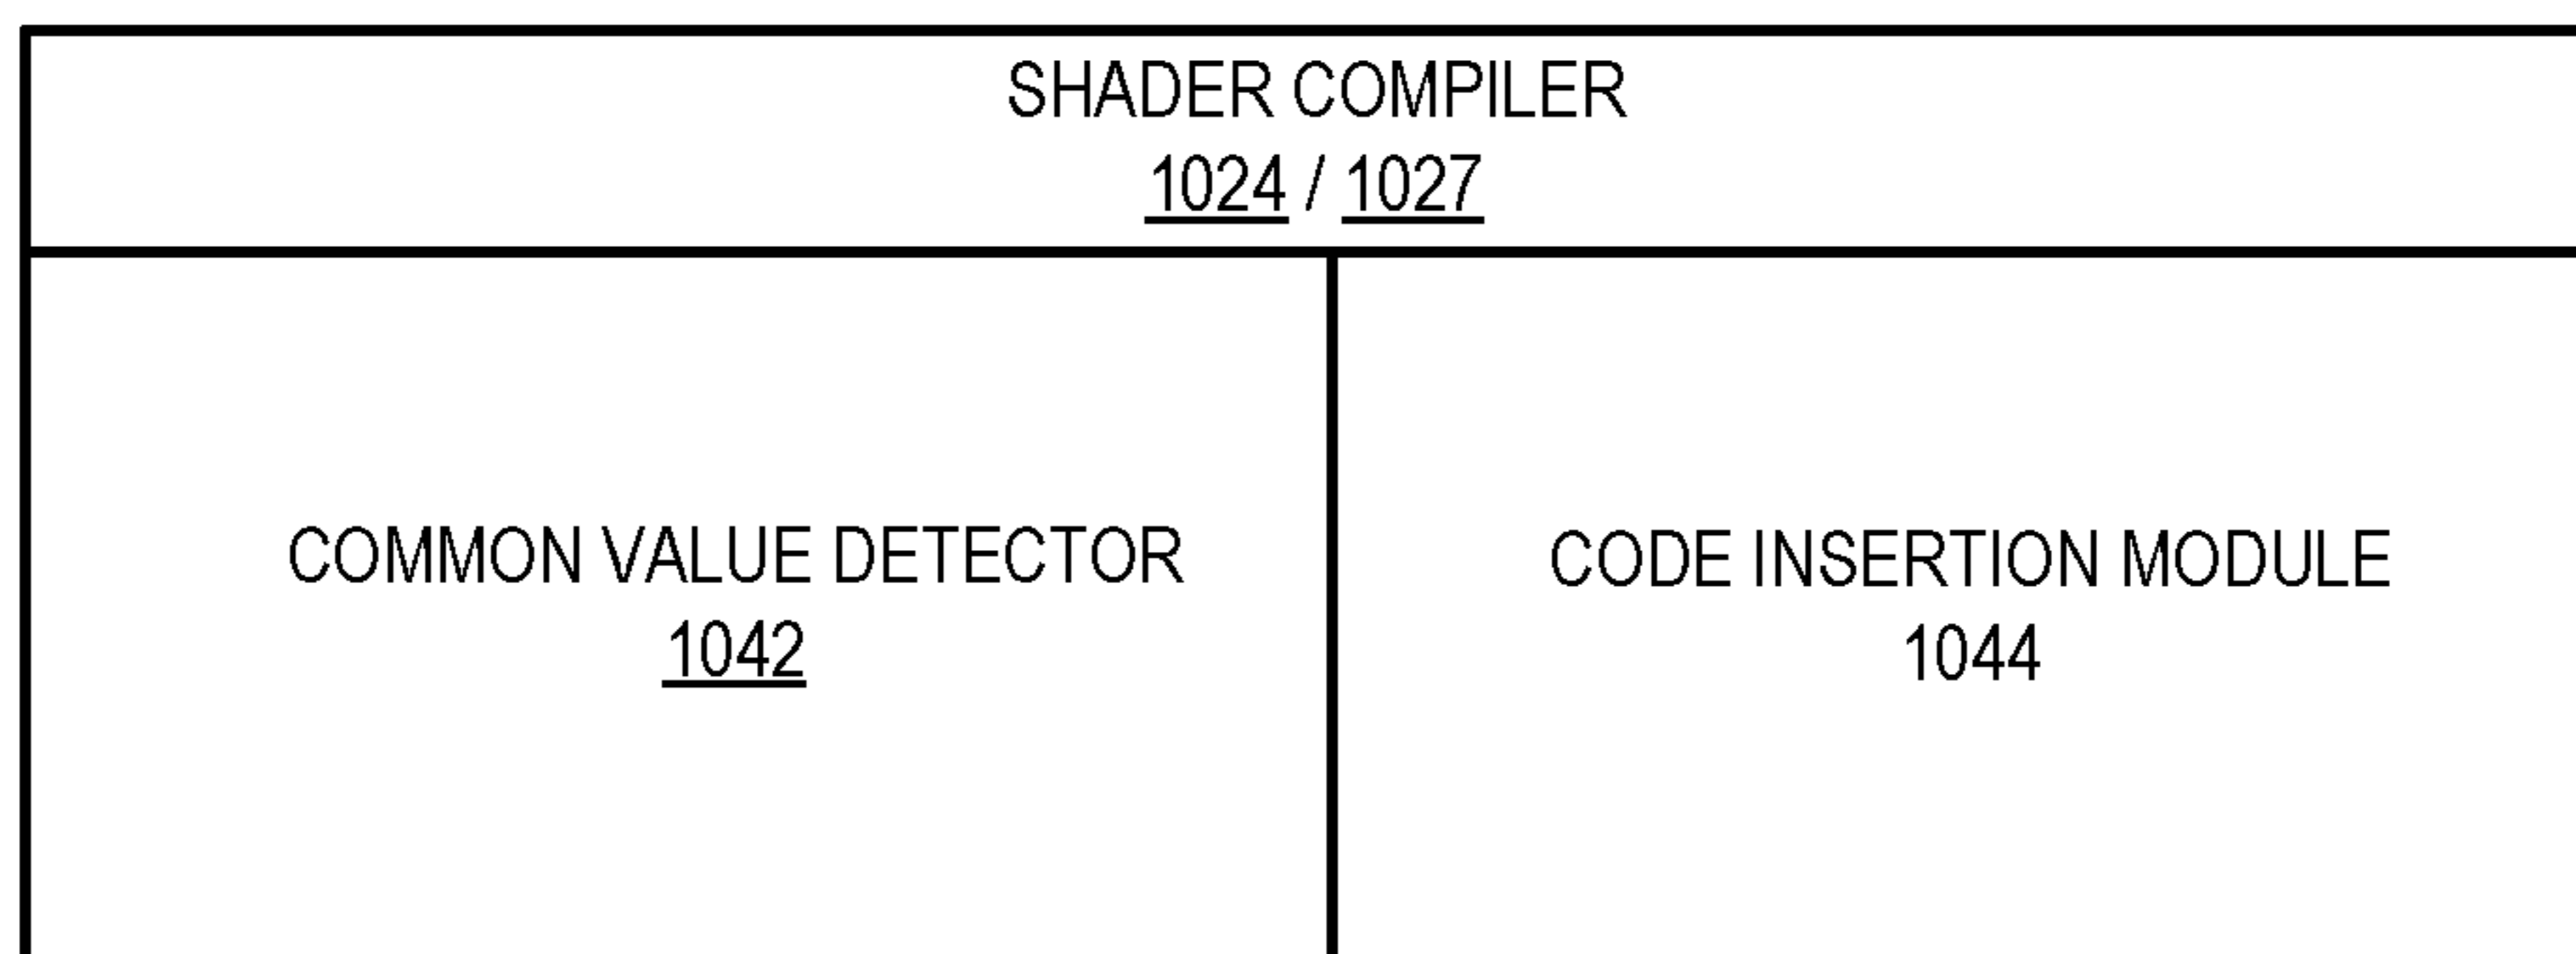 SHADER COMPILER
1024 / 1027
COMMON VALUE DETECTOR
1042
CODE INSERTION MODULE
1044